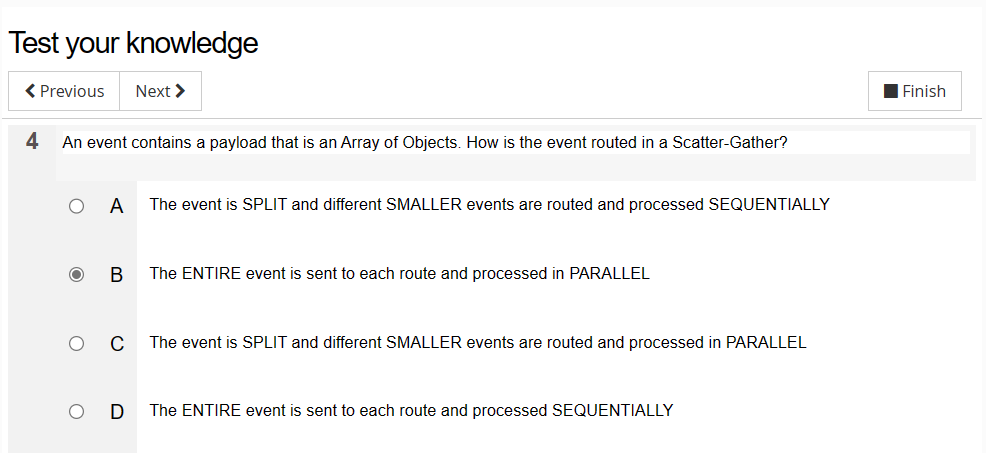 Test your knowledge
Previous Next Finish
4 An event contains a payload that is an Array of Objects. How is the event routed in a Scatter-Gather?
A The event is SPLIT and different SMALLER events are routed and processed SEQUENTIALLY
B The ENTIRE event is sent to each route and processed in PARALLEL
C The event is SPLIT and different SMALLER events are routed and processed in PARALLEL
D The ENTIRE event is sent to each route and processed SEQUENTIALLY